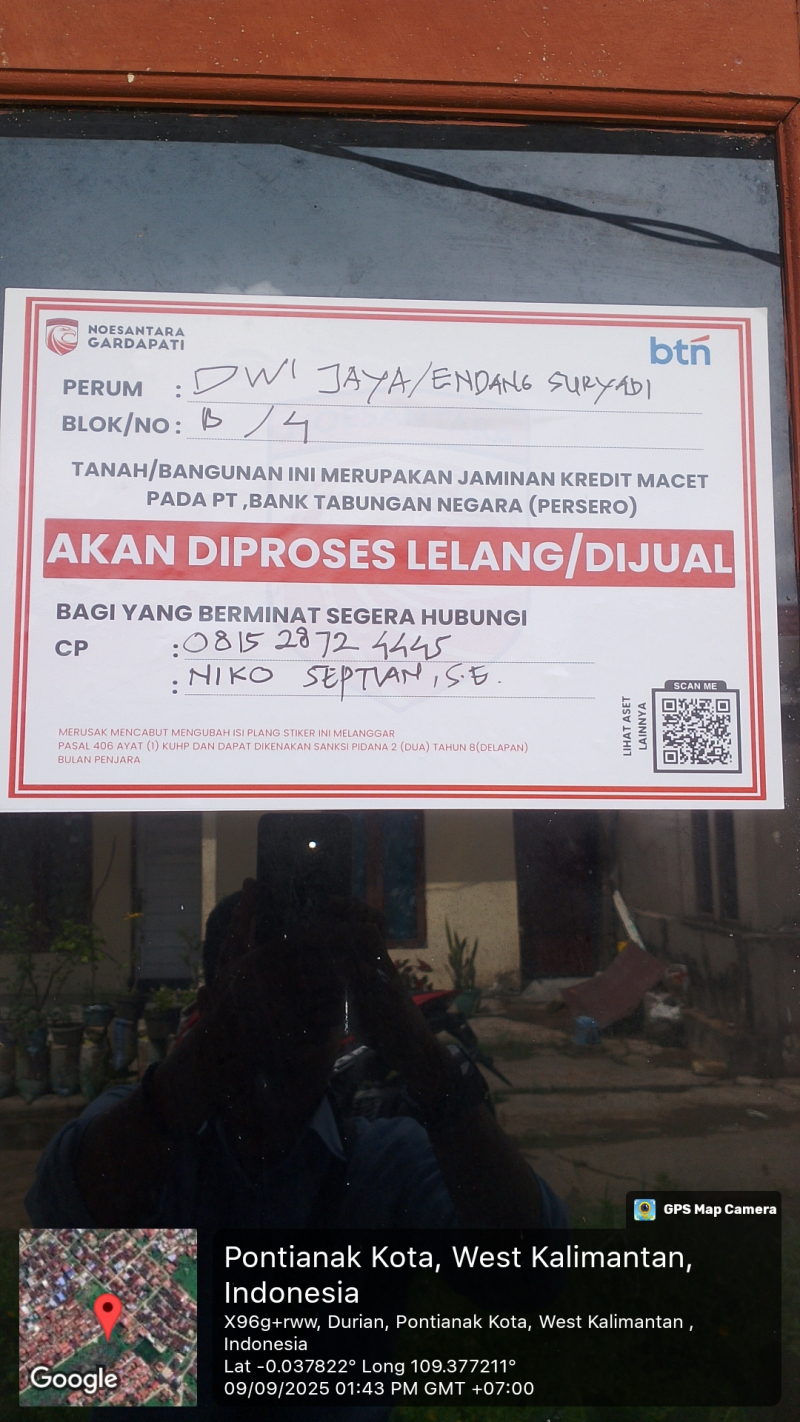 NOESANTARA
GARDAPATI
btn
PERUM : DWI JAYA/ENDANG SURYADI
BLOK/NO : B / 4
TANAH/BANGUNAN INI MERUPAKAN JAMINAN KREDIT MACET
PADA PT ,BANK TABUNGAN NEGARA (PERSERO)
AKAN DIPROSES LELANG/DIJUAL
BAGI YANG BERMINAT SEGERA HUBUNGI
CP : 0815 2872 4445
: NIKO SEPTIAN, S.E.
MERUSAK MENCABUT MENGUBAH ISI PLANG STIKER INI MELANGGAR
PASAL 406 AYAT (1) KUHP DAN DAPAT DIKENAKAN SANKSI PIDANA 2 (DUA) TAHUN 8(DELAPAN)
BULAN PENJARA
LIHAT ASET
LAINNYA
SCAN ME
GPS Map Camera
Google
Pontianak Kota, West Kalimantan,
Indonesia
X96g+rww, Durian, Pontianak Kota, West Kalimantan ,
Indonesia
Lat -0.037822° Long 109.377211°
09/09/2025 01:43 PM GMT +07:00